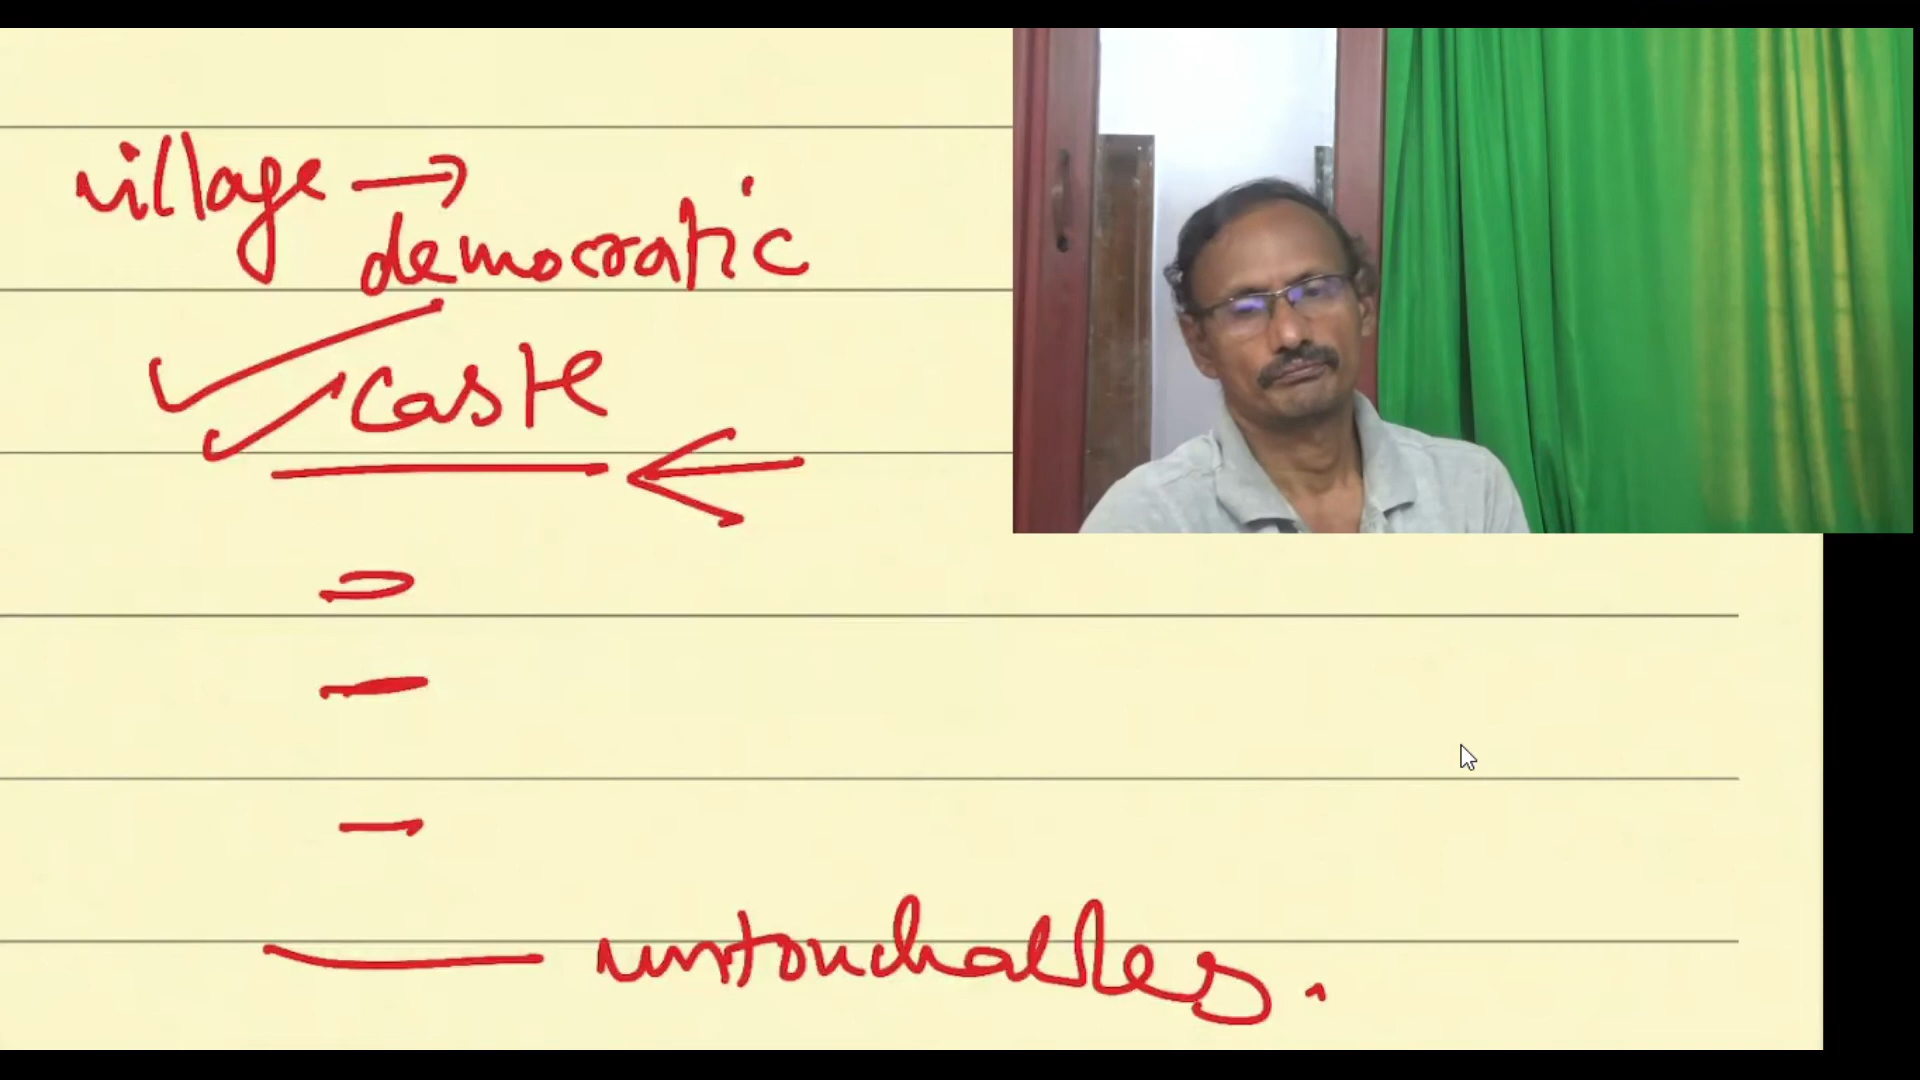 village →
democratic
caste
untouchables.